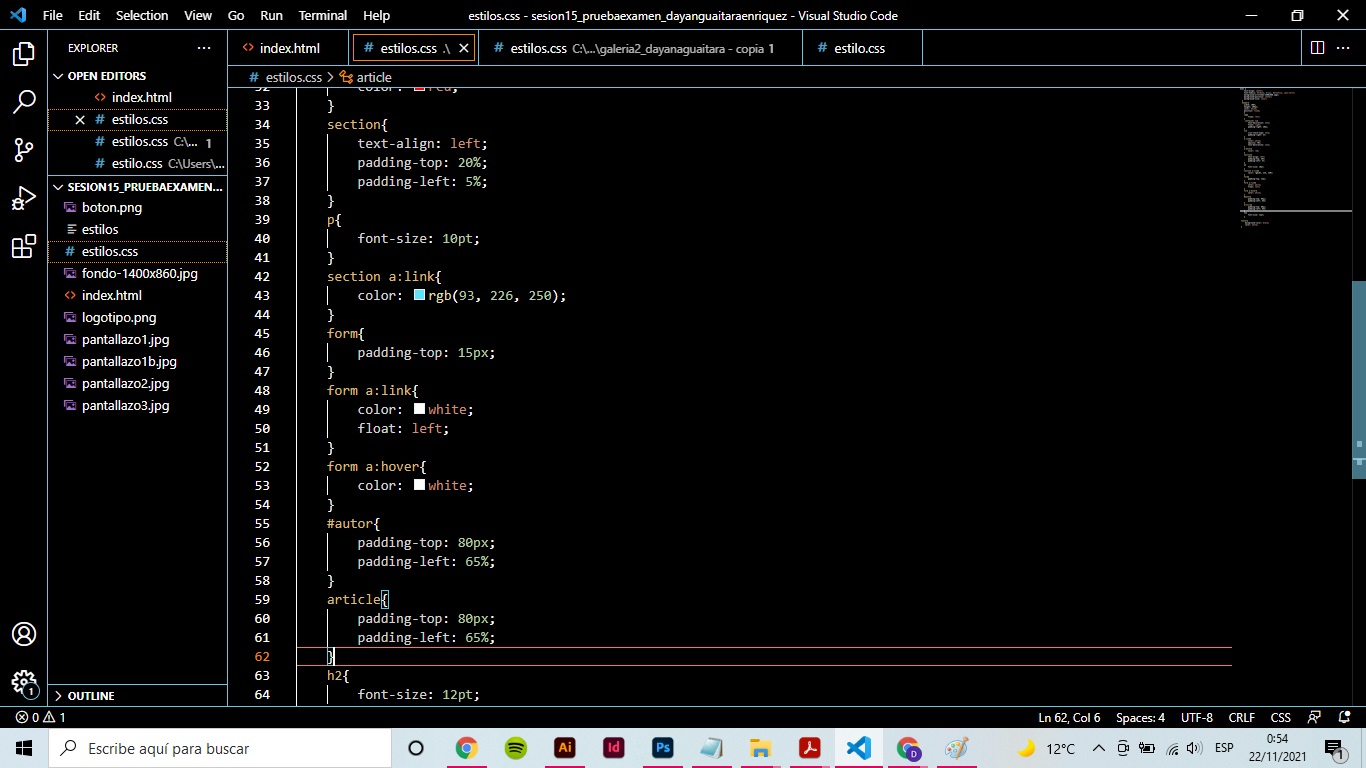 File Edit Selection View Go Run Terminal Help
estilos.css - sesion15_pruebaexamen_dayanguaitaraenriquez - Visual Studio Code
EXPLORER
OPEN EDITORS
index.html
estilos.css
estilos.css C:\... 1
estilo.css C:\Users\...
SESION15_PRUEBAEXAMEN...
boton.png
estilos
estilos.css
fondo-1400x860.jpg
index.html
logotipo.png
pantallazo1.jpg
pantallazo1b.jpg
pantallazo2.jpg
pantallazo3.jpg
OUTLINE
index.html
estilos.css .\
estilos.css C:\...\galeria2_dayanaguaitara - copia 1
estilo.css
estilos.css > article
32 color: red;
33 }
34 section{
35 text-align: left;
36 padding-top: 20%;
37 padding-left: 5%;
38 }
39 p{
40 font-size: 10pt;
41 }
42 section a:link{
43 color: rgb(93, 226, 250);
44 }
45 form{
46 padding-top: 15px;
47 }
48 form a:link{
49 color: white;
50 float: left;
51 }
52 form a:hover{
53 color: white;
54 }
55 #autor{
56 padding-top: 80px;
57 padding-left: 65%;
58 }
59 article{
60 padding-top: 80px;
61 padding-left: 65%;
62 }
63 h2{
64 font-size: 12pt;
1
0 1
Ln 62, Col 6 Spaces: 4 UTF-8 CRLF CSS
Escribe aquí para buscar
Ai
Id
Ps
D
12°C
ESP
0:54
22/11/2021
1